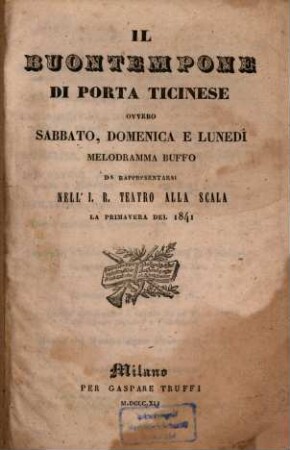 IL
BUONTEMPONE
DI PORTA TICINESE
OVVERO
SABBATO, DOMENICA E LUNEDÌ
MELODRAMMA BUFFO
DA RAPPRESENTARSI
NELL' I. R. TEATRO ALLA SCALA
LA PRIMAVERA DEL 1841
Milano
PER GASPARE TRUFFI
M.DCCC.XLI